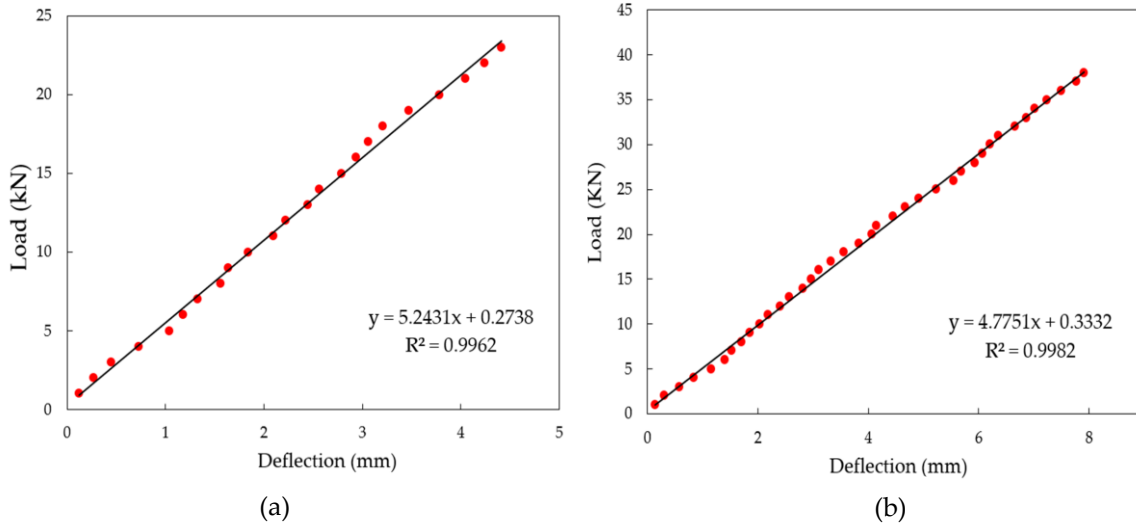 25
20
15
10
5
0
Load (kN)
y = 5.2431x + 0.2738
R² = 0.9962
0 1 2 3 4 5
Deflection (mm)
(a)
45
40
35
30
25
20
15
10
5
0
Load (KN)
y = 4.7751x + 0.3332
R² = 0.9982
0 2 4 6 8
Deflection (mm)
(b)